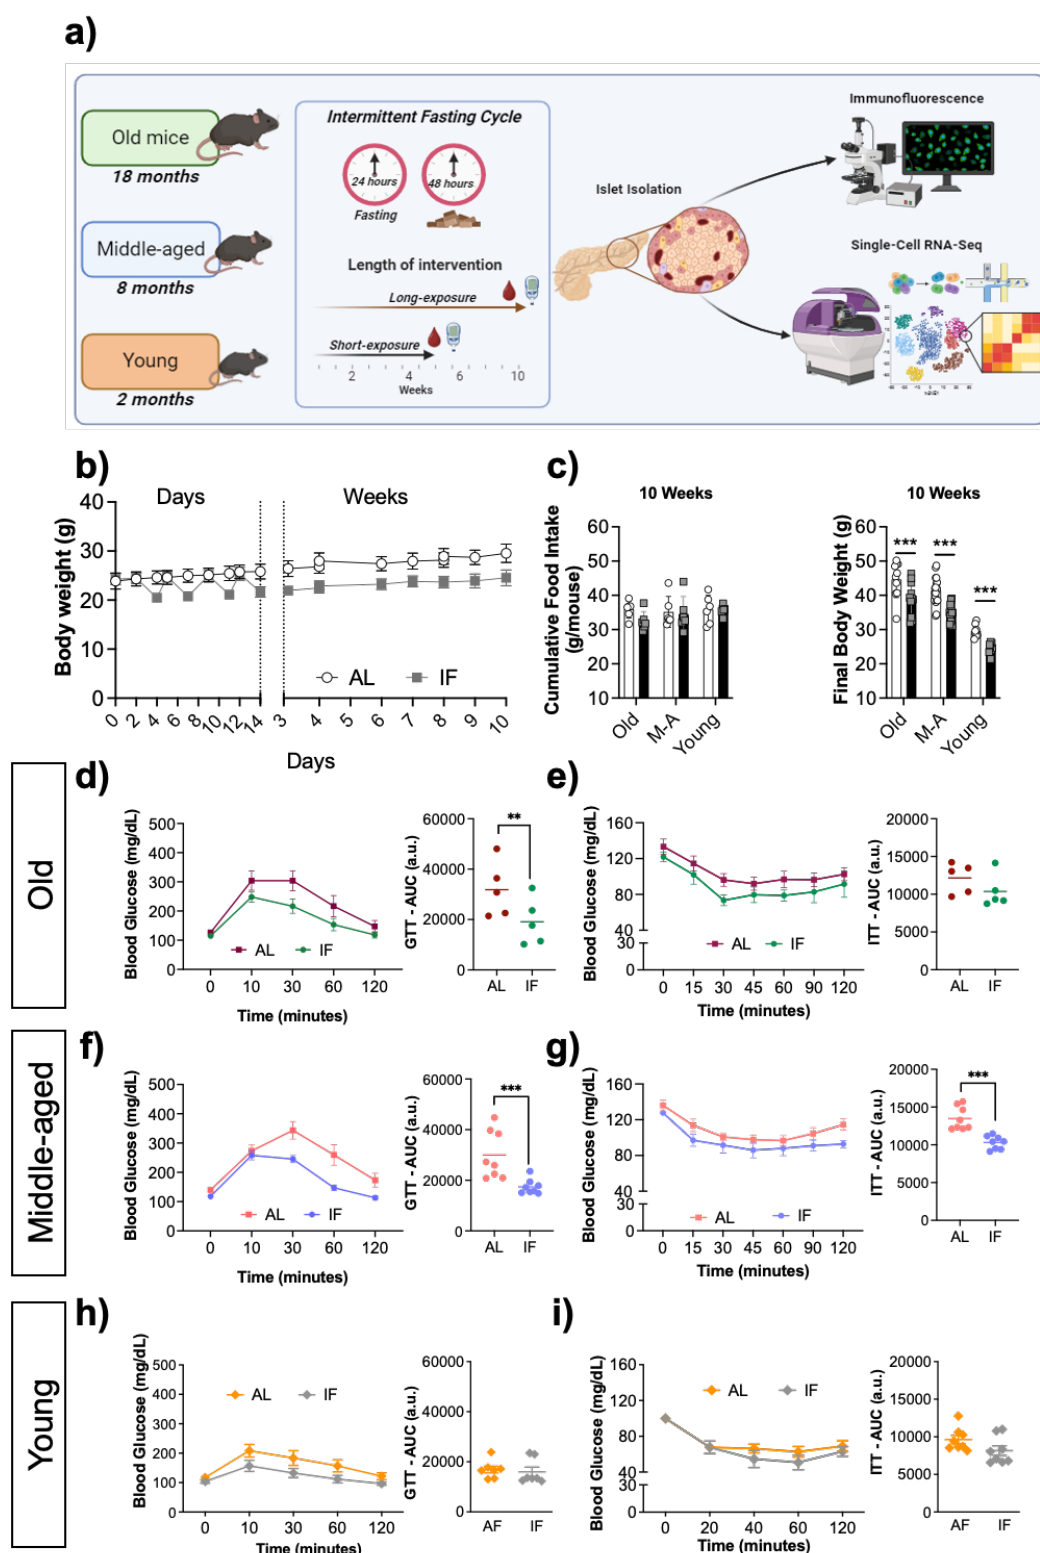 a)
Old mice
18 months
Middle-aged
8 months
Young
2 months
Intermittent Fasting Cycle
24 hours
48 hours
Fasting
Length of intervention
Long-exposure
Short-exposure
2 4 6 10
Weeks
Islet Isolation
Immunofluorescence
Single-Cell RNA-Seq
b)
Days
Weeks
Body weight (g)
40
30
20
10
0
AL
IF
0 2 4 6 8 10 12 14
3 4 5 6 7 8 9 10
Days
c)
10 Weeks
Cumulative Food Intake
(g/mouse)
60
50
40
30
20
10
Old
M-A
Young
10 Weeks
Final Body Weight (g)
60
50
40
30
20
10
***
***
***
Old
M-A
Young
Old
d)
Blood Glucose (mg/dL)
500
400
300
200
100
0
AL
IF
0 10 30 60 120
Time (minutes)
GTT - AUC (a.u.)
60000
40000
20000
0
**
AL IF
e)
Blood Glucose (mg/dL)
160
120
80
40
30
0
AL
IF
0 15 30 45 60 90 120
Time (minutes)
ITT - AUC (a.u.)
20000
15000
10000
5000
0
AL IF
Middle-aged
f)
Blood Glucose (mg/dL)
500
400
300
200
100
0
AL
IF
0 10 30 60 120
Time (minutes)
GTT - AUC (a.u.)
60000
40000
20000
0
***
AL IF
g)
Blood Glucose (mg/dL)
160
120
80
40
30
0
AL
IF
0 15 30 45 60 90 120
Time (minutes)
ITT - AUC (a.u.)
20000
15000
10000
5000
0
***
AL IF
Young
h)
Blood Glucose (mg/dL)
500
400
300
200
100
0
AL
IF
0 10 30 60 120
Time (minutes)
GTT - AUC (a.u.)
60000
40000
20000
0
AF IF
i)
Blood Glucose (mg/dL)
160
120
80
40
30
0
AL
IF
0 20 40 60 120
Time (minutes)
ITT - AUC (a.u.)
20000
15000
10000
5000
0
AF IF